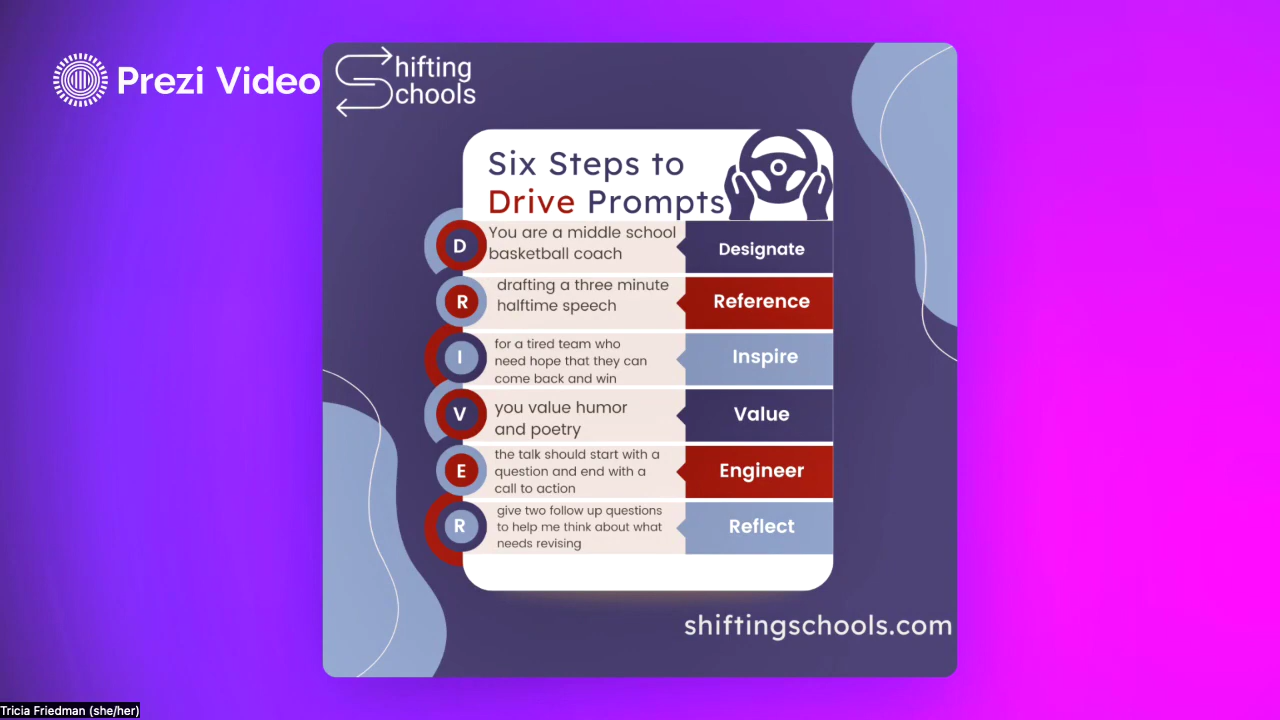 Prezi Video
Shifting
Schools
Six Steps to
Drive Prompts
D
You are a middle school
basketball coach
Designate
R
drafting a three minute
halftime speech
Reference
I
for a tired team who
need hope that they can
come back and win
Inspire
V
you value humor
and poetry
Value
E
the talk should start with a
question and end with a
call to action
Engineer
R
give two follow up questions
to help me think about what
needs revising
Reflect
shiftingschools.com
Tricia Friedman (she/her)